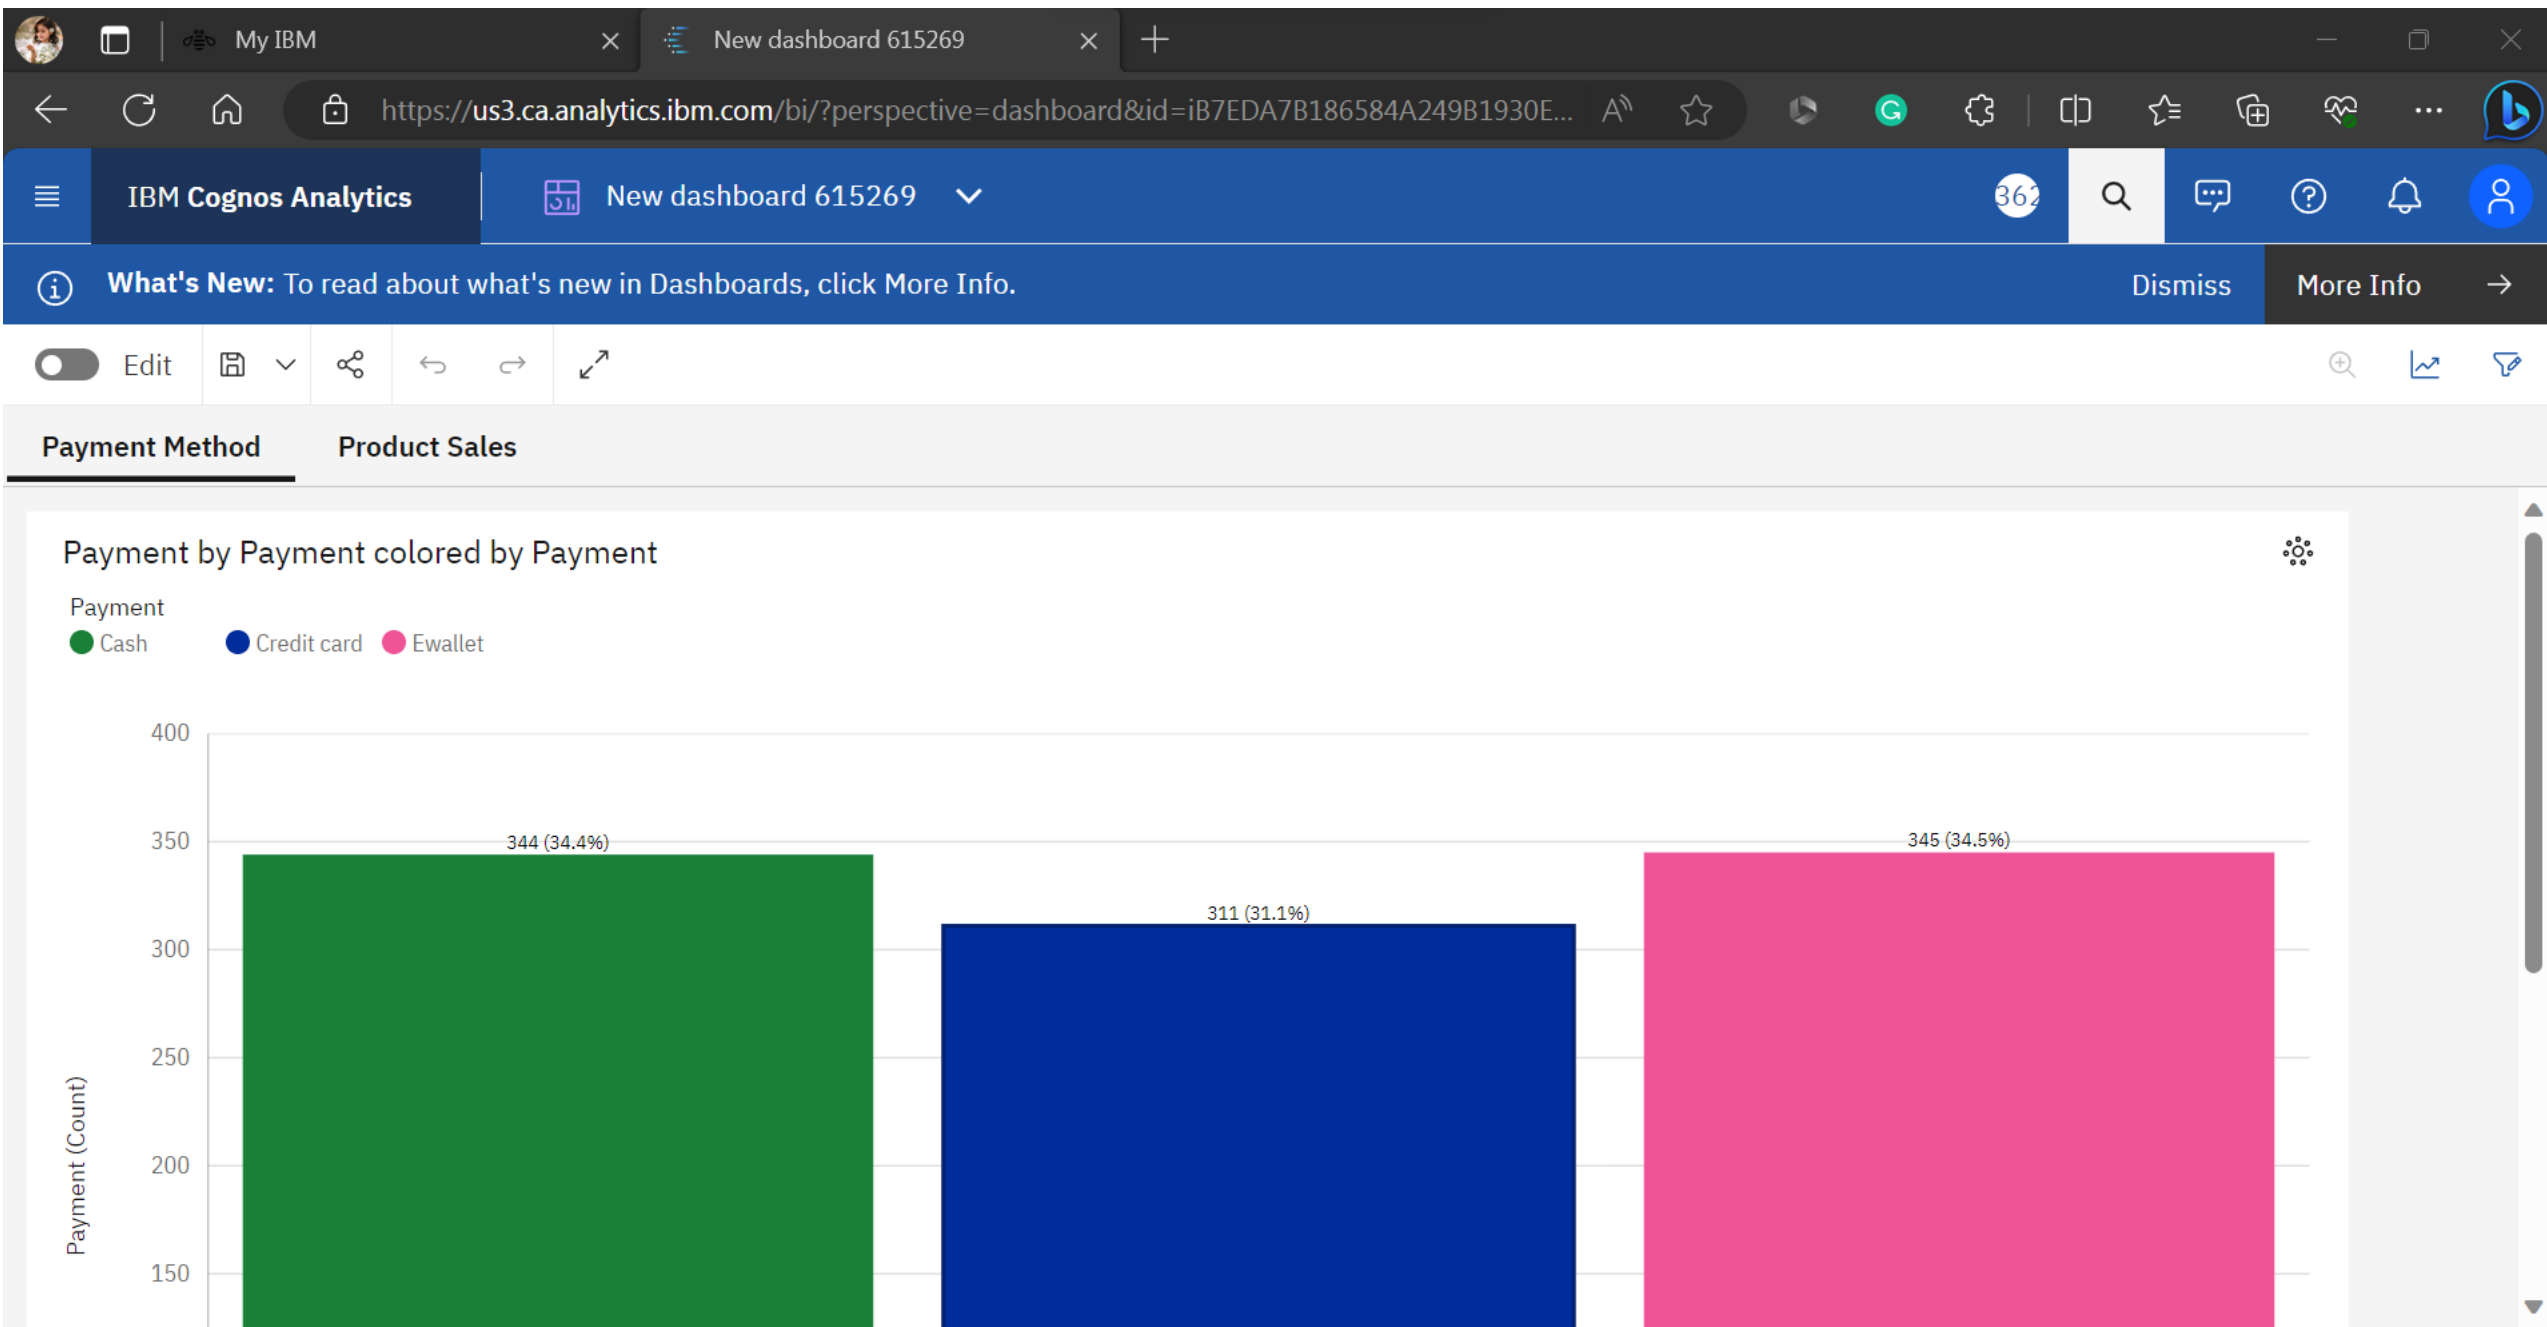 My IBM
New dashboard 615269
https://us3.ca.analytics.ibm.com/bi/?perspective=dashboard&id=iB7EDA7B186584A249B1930E...
IBM Cognos Analytics
New dashboard 615269
362
What's New: To read about what's new in Dashboards, click More Info.
Dismiss
More Info
Edit
Payment Method
Product Sales
Payment by Payment colored by Payment
Payment
Cash
Credit card
Ewallet
400
350
300
250
200
150
Payment (Count)
344 (34.4%)
311 (31.1%)
345 (34.5%)